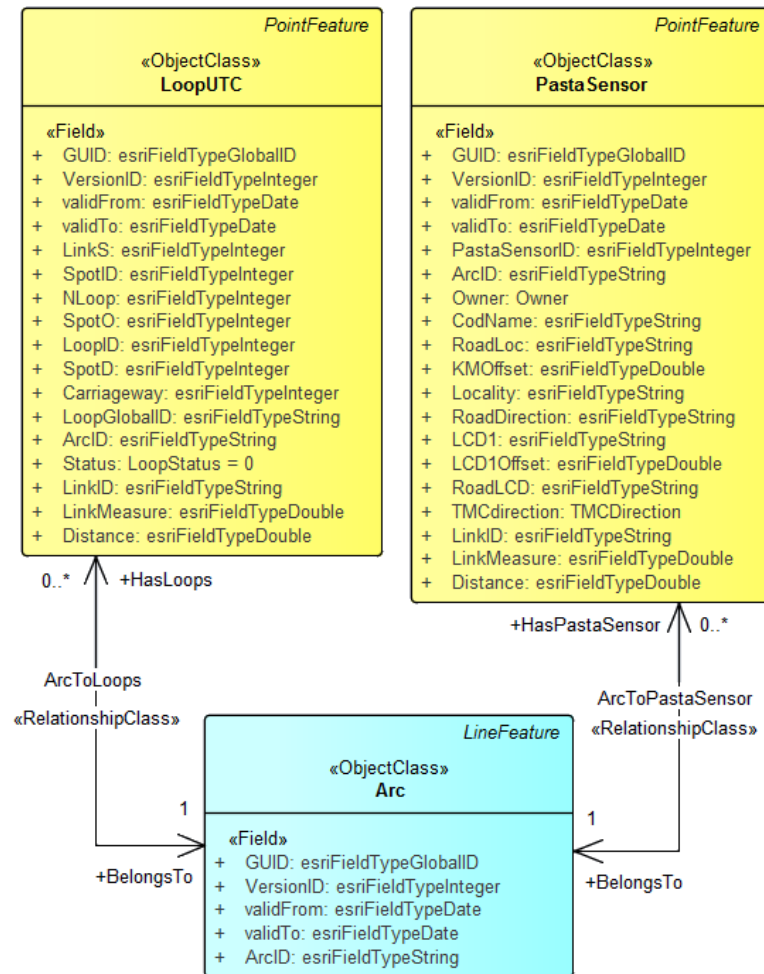 PointFeature
«ObjectClass»
LoopUTC
«Field»
+ GUID: esriFieldTypeGlobalID
+ VersionID: esriFieldTypeInteger
+ validFrom: esriFieldTypeDate
+ validTo: esriFieldTypeDate
+ LinkS: esriFieldTypeInteger
+ SpotID: esriFieldTypeInteger
+ NLoop: esriFieldTypeInteger
+ SpotO: esriFieldTypeInteger
+ LoopID: esriFieldTypeInteger
+ SpotD: esriFieldTypeInteger
+ Carriageway: esriFieldTypeInteger
+ LoopGlobalID: esriFieldTypeString
+ ArcID: esriFieldTypeString
+ Status: LoopStatus = 0
+ LinkID: esriFieldTypeString
+ LinkMeasure: esriFieldTypeDouble
+ Distance: esriFieldTypeDouble
PointFeature
«ObjectClass»
PastaSensor
«Field»
+ GUID: esriFieldTypeGlobalID
+ VersionID: esriFieldTypeInteger
+ validFrom: esriFieldTypeDate
+ validTo: esriFieldTypeDate
+ PastaSensorID: esriFieldTypeInteger
+ ArcID: esriFieldTypeString
+ Owner: Owner
+ CodName: esriFieldTypeString
+ RoadLoc: esriFieldTypeString
+ KMOffset: esriFieldTypeDouble
+ Locality: esriFieldTypeString
+ RoadDirection: esriFieldTypeString
+ LCD1: esriFieldTypeString
+ LCD1Offset: esriFieldTypeDouble
+ RoadLCD: esriFieldTypeString
+ TMCdirection: TMCDirection
+ LinkID: esriFieldTypeString
+ LinkMeasure: esriFieldTypeDouble
+ Distance: esriFieldTypeDouble
0..* +HasLoops
ArcToLoops
«RelationshipClass»
1
+BelongsTo
+HasPastaSensor 0..*
ArcToPastaSensor
«RelationshipClass»
1
+BelongsTo
LineFeature
«ObjectClass»
Arc
«Field»
+ GUID: esriFieldTypeGlobalID
+ VersionID: esriFieldTypeInteger
+ validFrom: esriFieldTypeDate
+ validTo: esriFieldTypeDate
+ ArcID: esriFieldTypeString